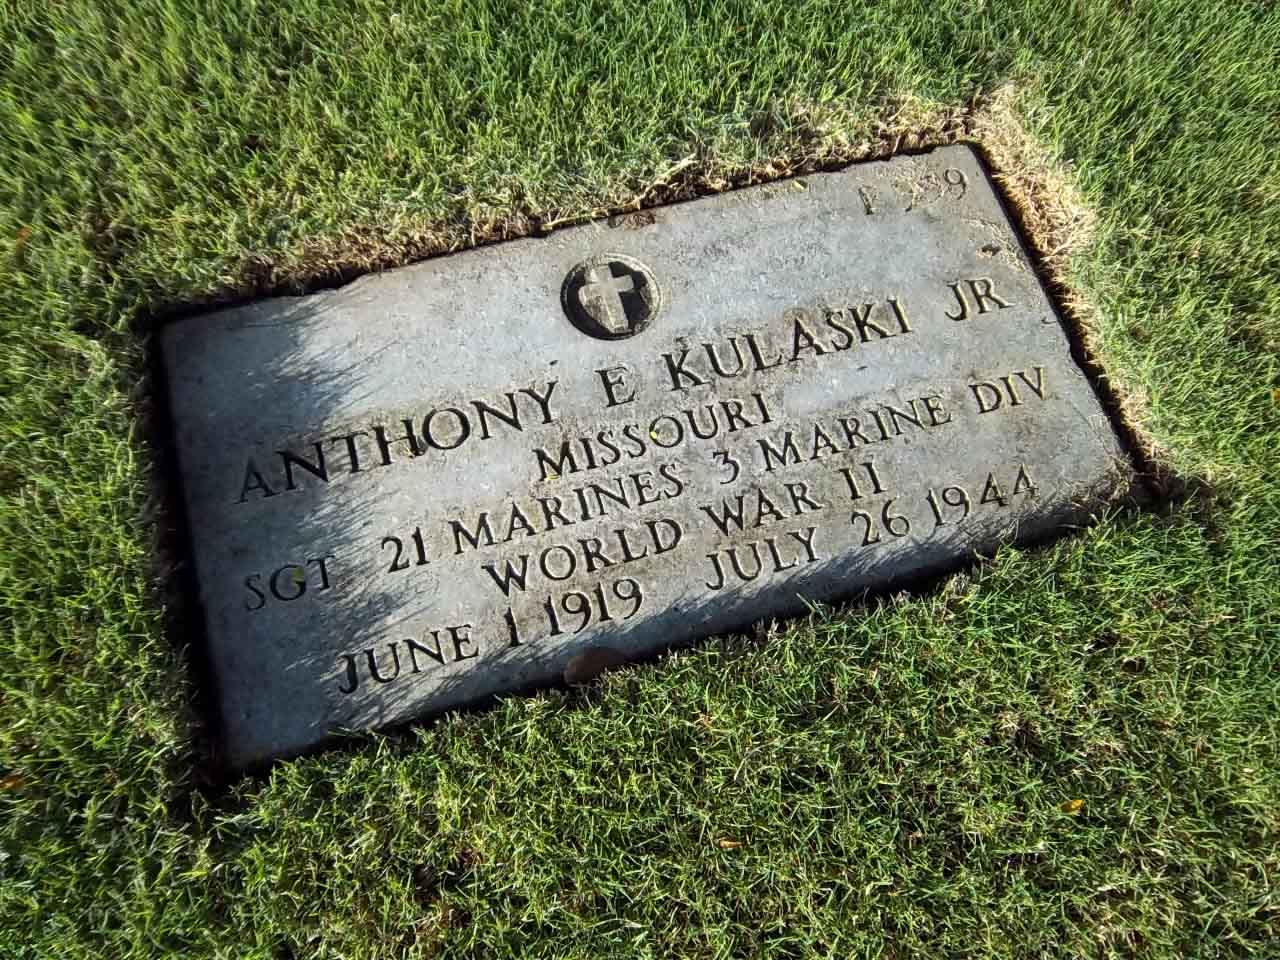 ANTHONY E KULASKI JR
MISSOURI
SGT 21 MARINES 3 MARINE DIV
WORLD WAR II
JUNE 1 1919 JULY 26 1944